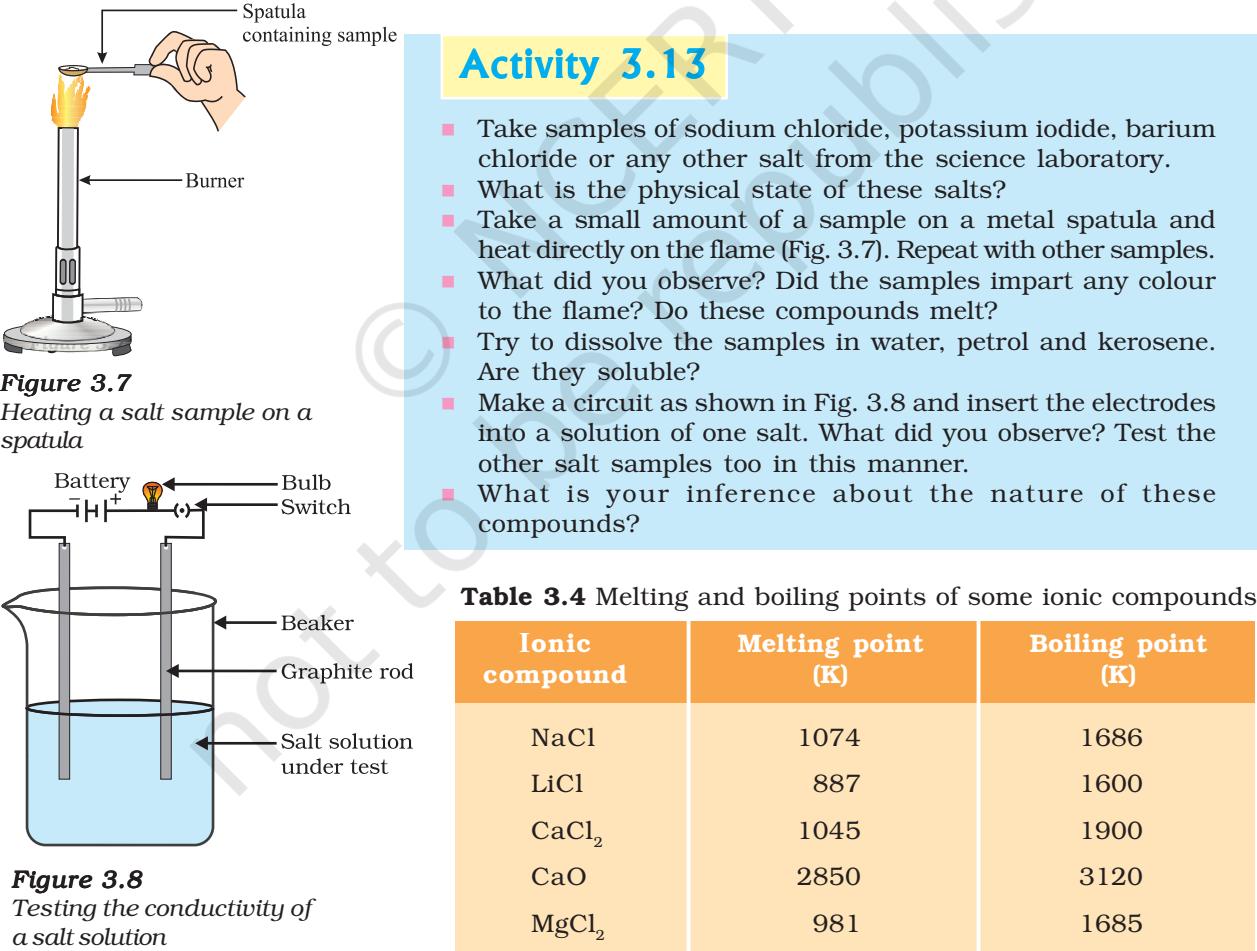 Spatula
containing sample
Burner
Figure 3.7
Heating a salt sample on a
spatula
Battery
− +
Bulb
Switch
Beaker
Graphite rod
Salt solution
under test
Figure 3.8
Testing the conductivity of
a salt solution
Activity 3.13
■ Take samples of sodium chloride, potassium iodide, barium
chloride or any other salt from the science laboratory.
■ What is the physical state of these salts?
■ Take a small amount of a sample on a metal spatula and
heat directly on the flame (Fig. 3.7). Repeat with other samples.
■ What did you observe? Did the samples impart any colour
to the flame? Do these compounds melt?
■ Try to dissolve the samples in water, petrol and kerosene.
Are they soluble?
■ Make a circuit as shown in Fig. 3.8 and insert the electrodes
into a solution of one salt. What did you observe? Test the
other salt samples too in this manner.
■ What is your inference about the nature of these
compounds?
Table 3.4 Melting and boiling points of some ionic compounds
Ionic compound | Melting point (K) | Boiling point (K)
NaCl 1074 1686
LiCl 887 1600
CaCl₂ 1045 1900
CaO 2850 3120
MgCl₂ 981 1685
© NCER
not to be republis